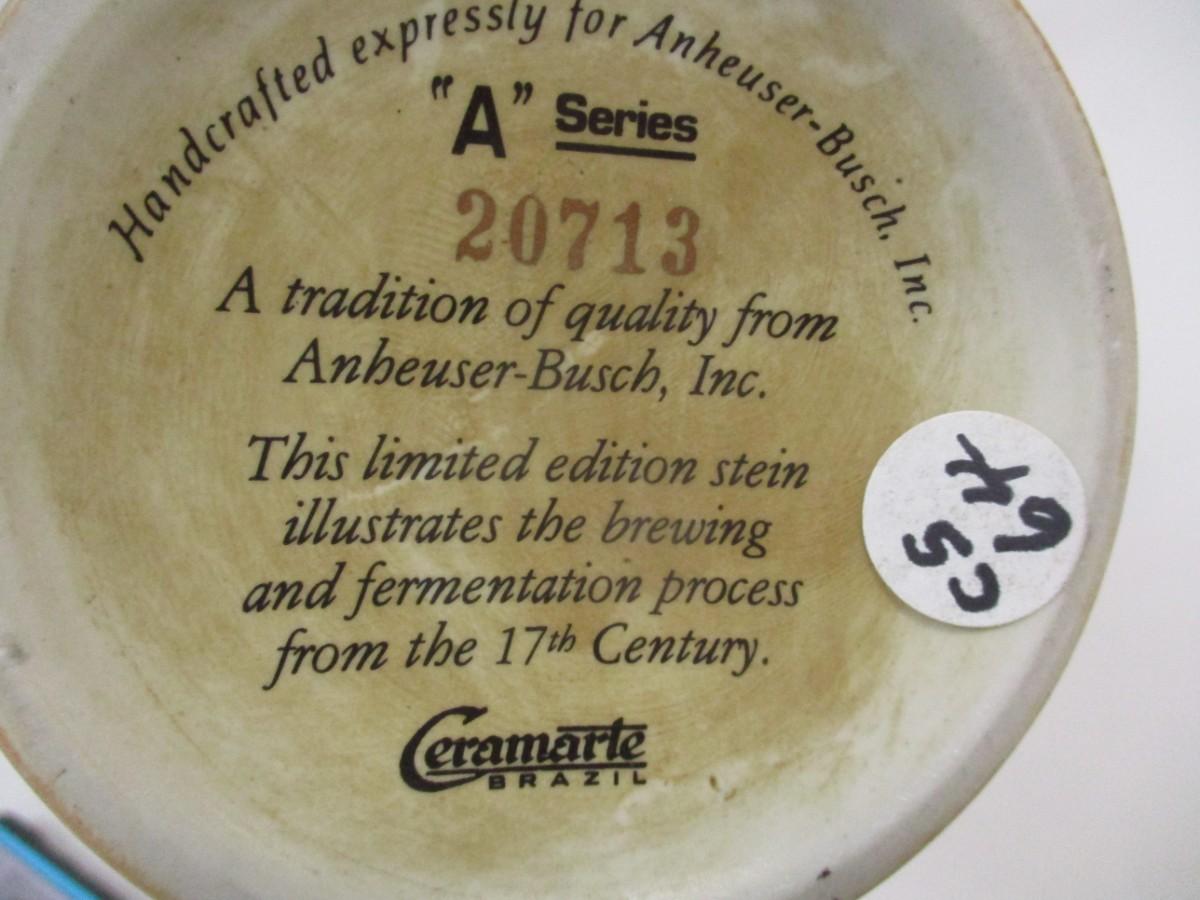 Handcrafted expressly for Anheuser-Busch, Inc.
"A" Series
20713
A tradition of quality from
Anheuser-Busch, Inc.
This limited edition stein
illustrates the brewing
and fermentation process
from the 17th Century.
Ceramarte
BRAZIL